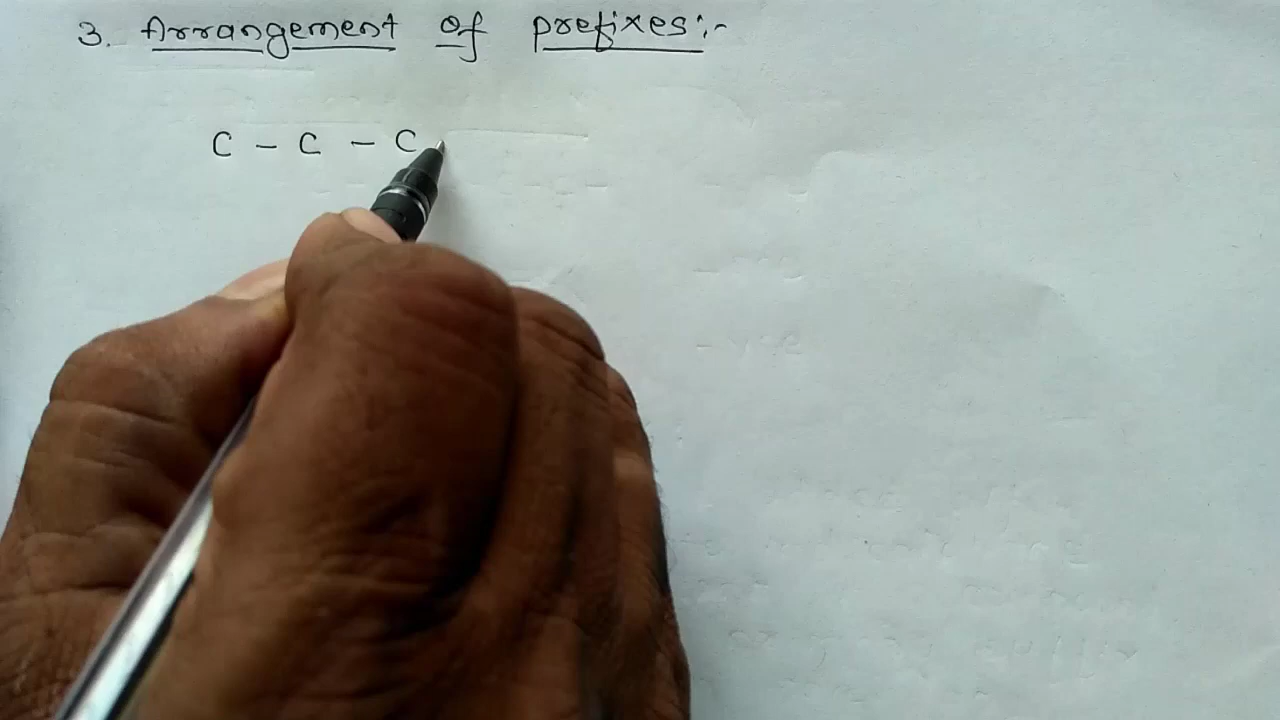 3. Arrangement of prefixes:-
C - C - C